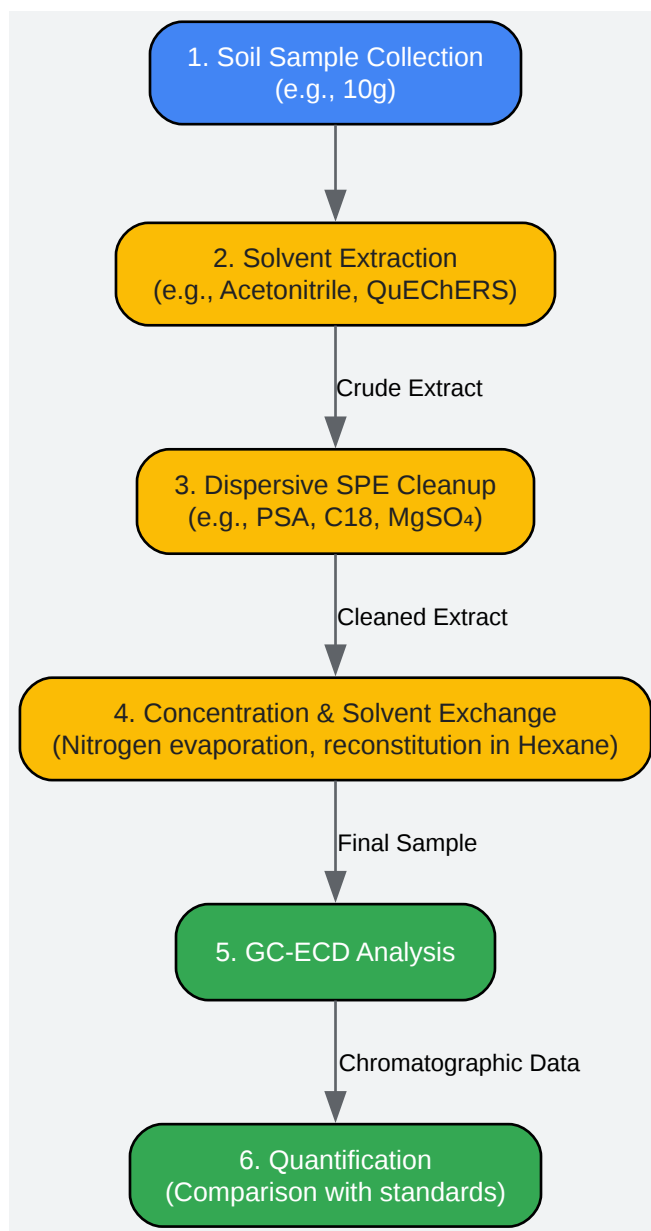 1. Soil Sample Collection
(e.g., 10g)
2. Solvent Extraction
(e.g., Acetonitrile, QuEChERS)
Crude Extract
3. Dispersive SPE Cleanup
(e.g., PSA, C18, MgSO₄)
Cleaned Extract
4. Concentration & Solvent Exchange
(Nitrogen evaporation, reconstitution in Hexane)
Final Sample
5. GC-ECD Analysis
Chromatographic Data
6. Quantification
(Comparison with standards)